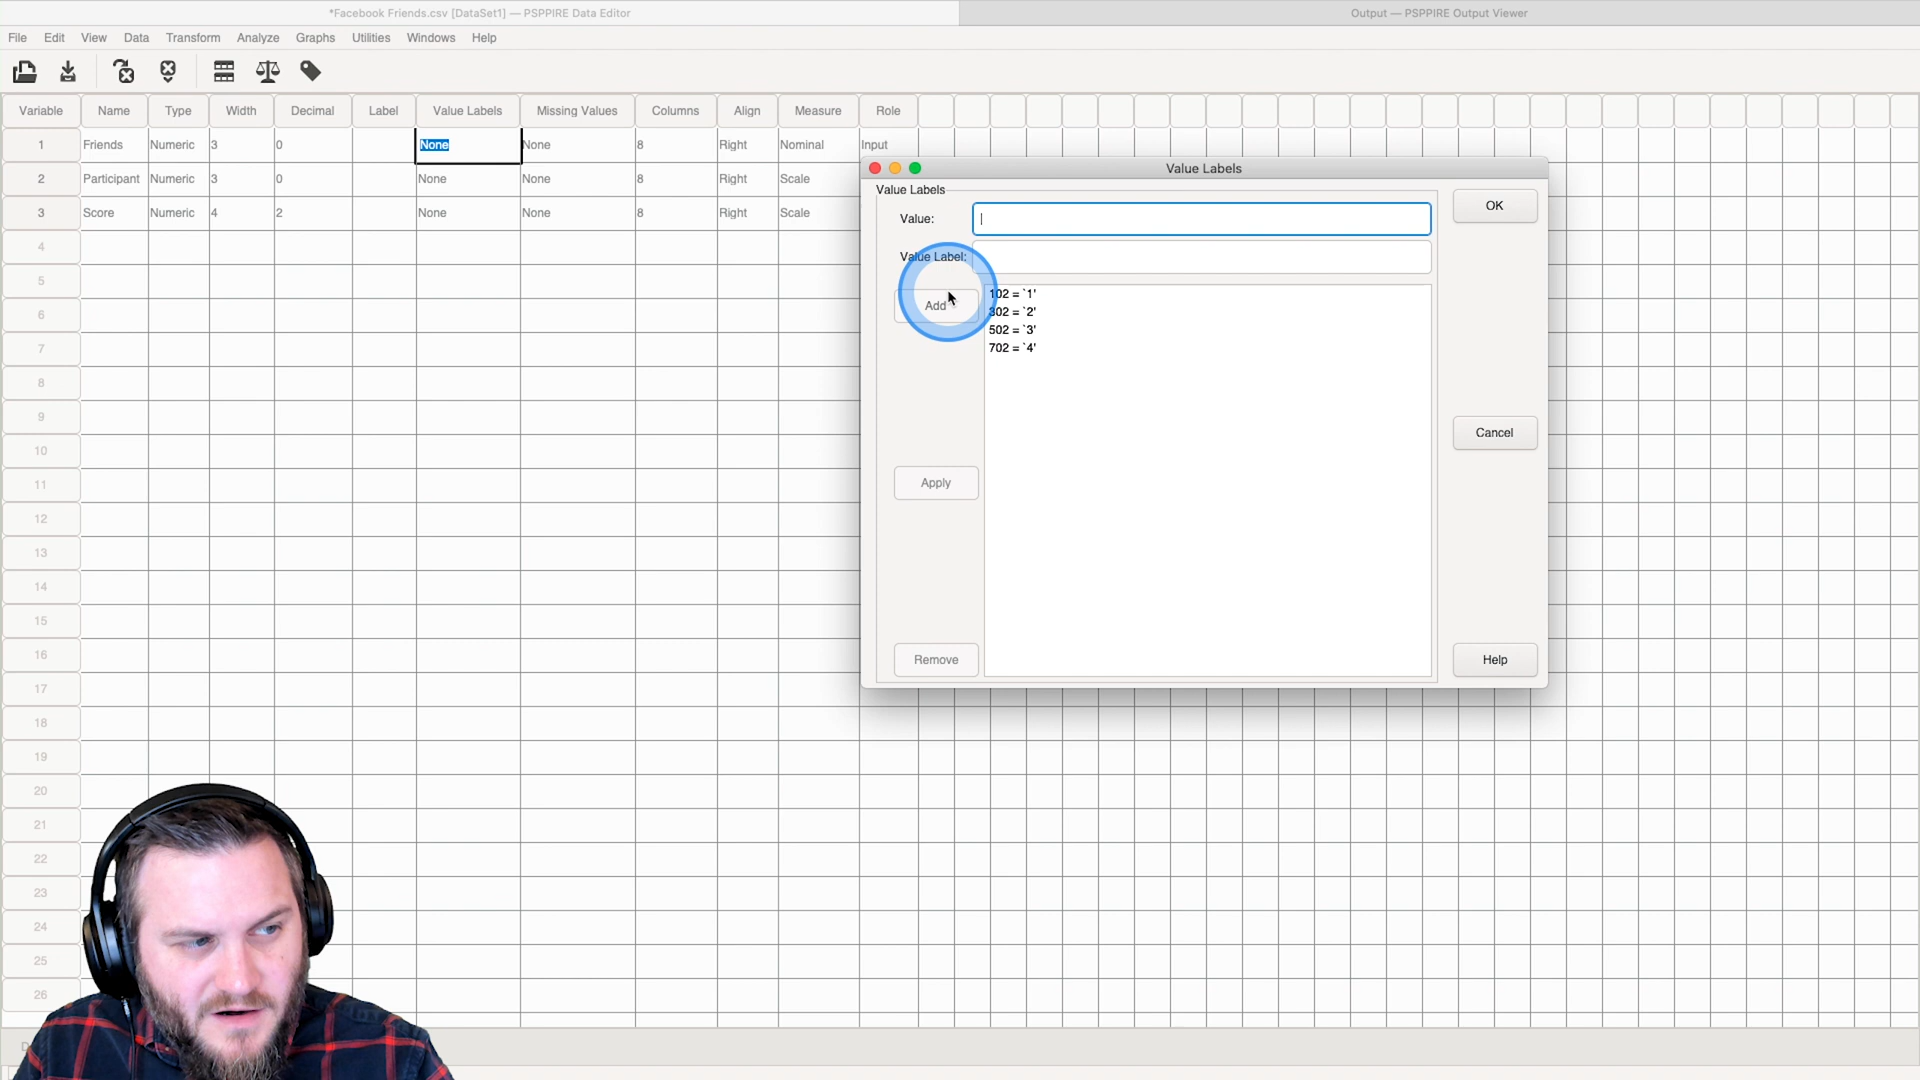 *Facebook Friends.csv [DataSet1] — PSPPIRE Data Editor
Output — PSPPIRE Output Viewer
File Edit View Data Transform Analyze Graphs Utilities Windows Help
Variable Name Type Width Decimal Label Value Labels Missing Values Columns Align Measure Role
1 Friends Numeric 3 0 None None 8 Right Nominal Input
2 Participant Numeric 3 0 None None 8 Right Scale
3 Score Numeric 4 2 None None 8 Right Scale
4
5
6
7
8
9
10
11
12
13
14
15
16
17
18
19
20
21
22
23
24
25
26
Value Labels
Value Labels
Value:
Value Label:
Add
102 = `1'
302 = `2'
502 = `3'
702 = `4'
Apply
Remove
OK
Cancel
Help